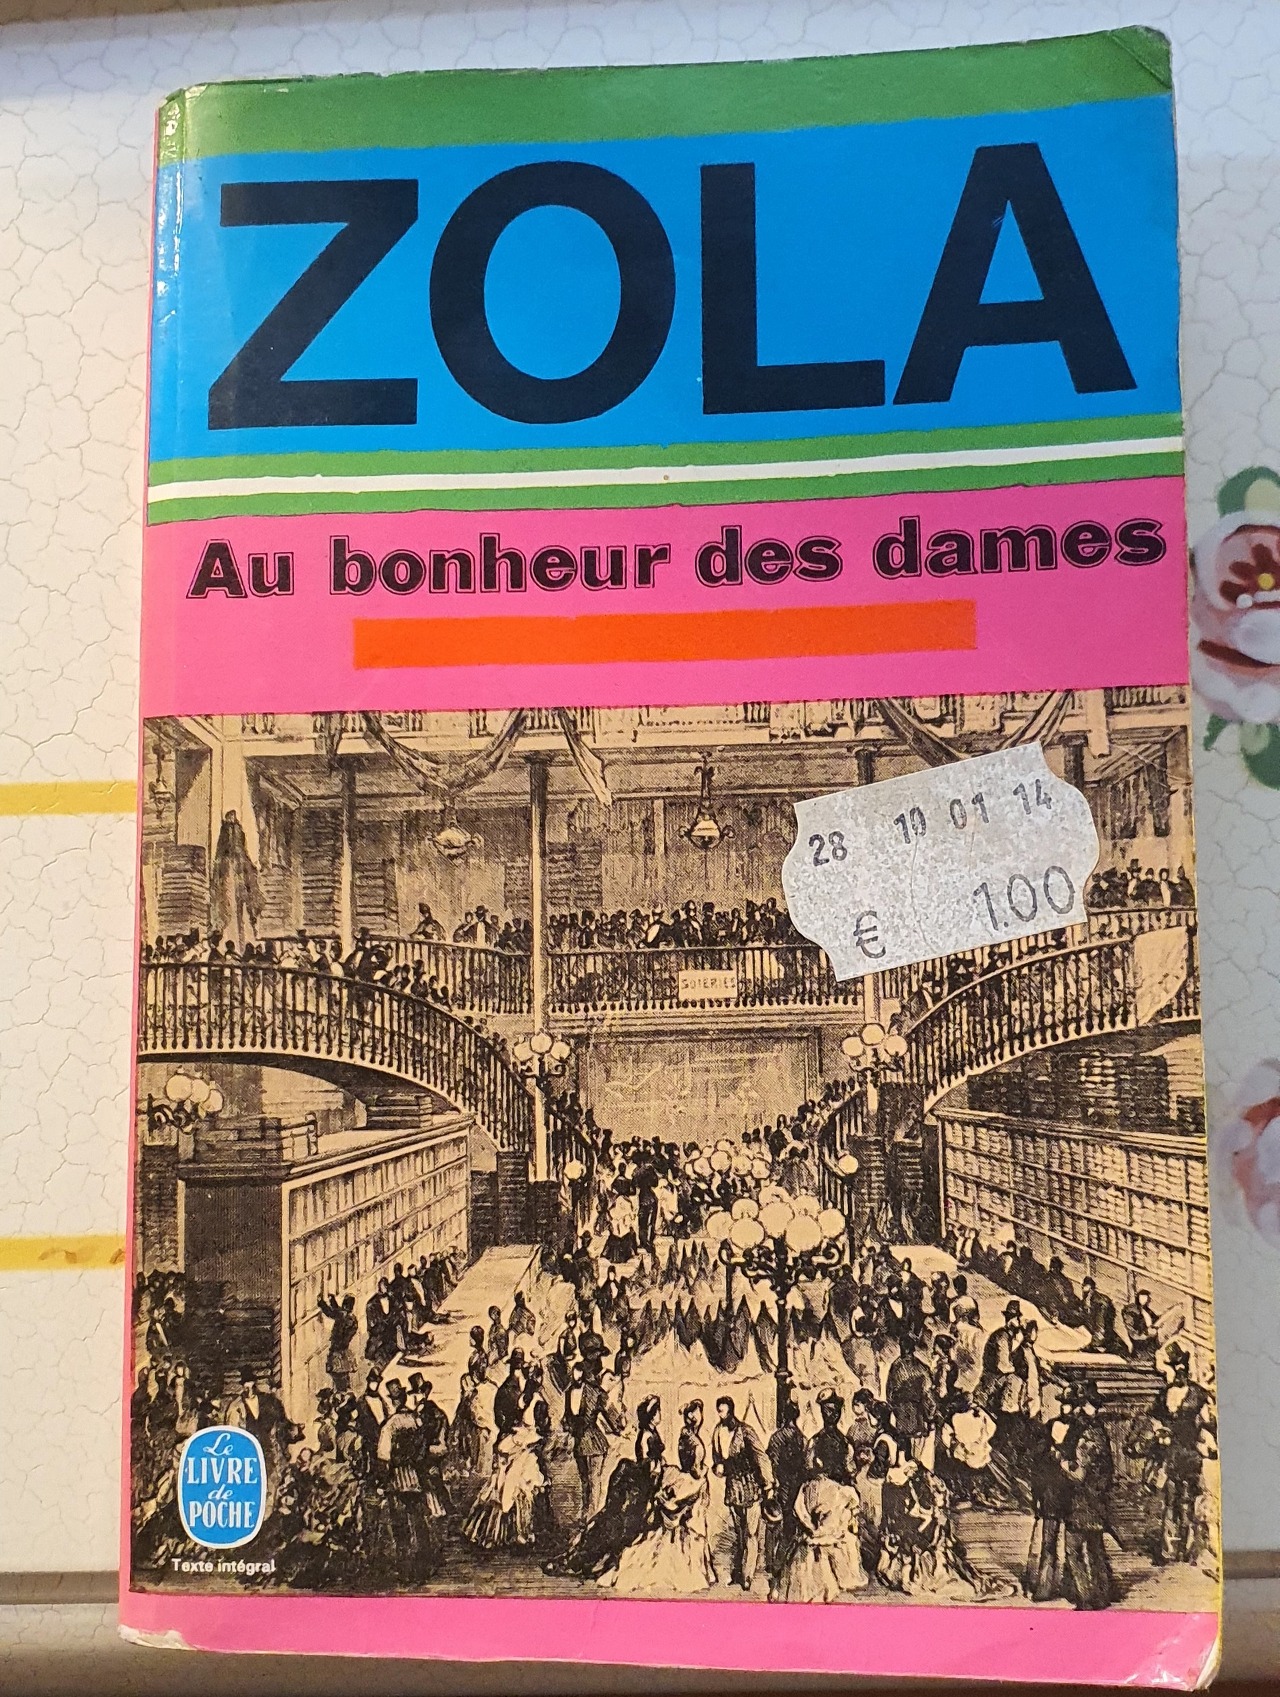 ZOLA
Au bonheur des dames
28 10 01 14
€ 1.00
SOIERIES
Le
LIVRE
de
POCHE
Texte intégral